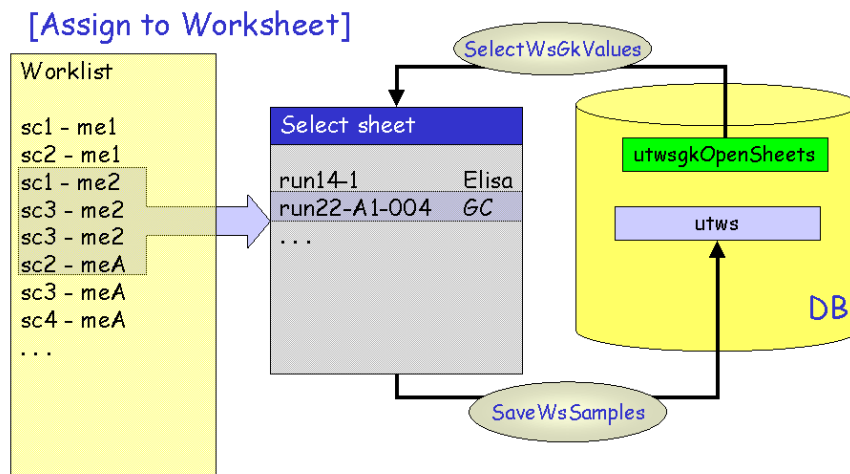 [Assign to Worksheet]
Worklist
sc1 - me1
sc2 - me1
sc1 - me2
sc3 - me2
sc3 - me2
sc2 - meA
sc3 - meA
sc4 - meA
. . .
Select sheet
run14-1 Elisa
run22-A1-004 GC
. . .
SelectWsGkValues
utwsgkOpenSheets
utws
DB
SaveWsSamples